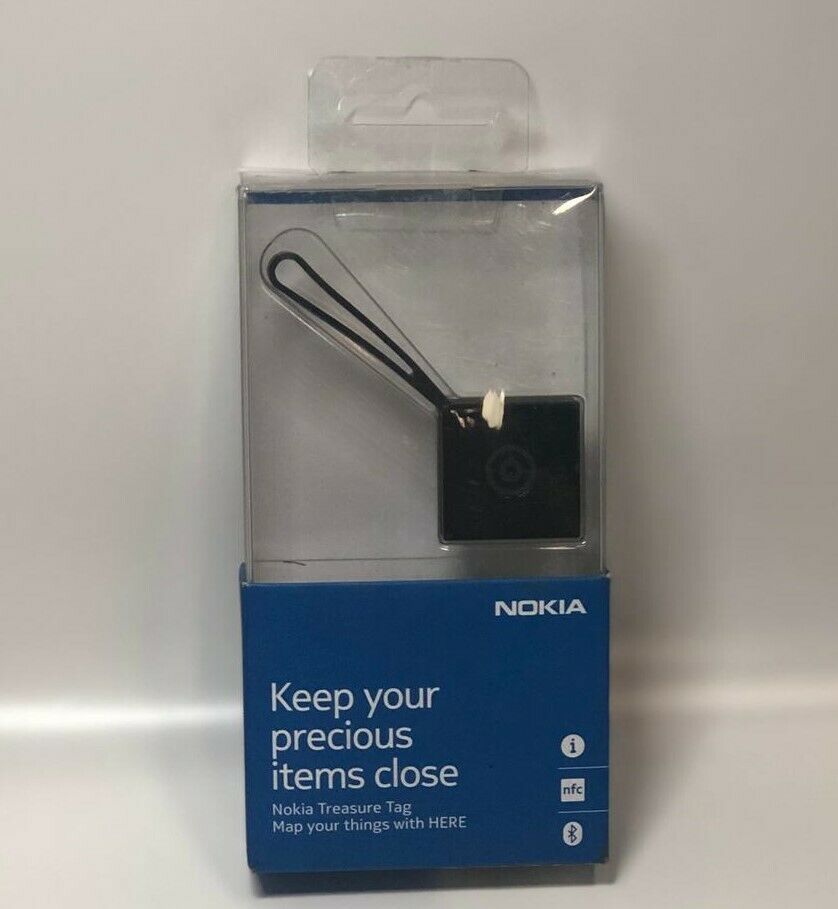 NOKIA
Keep your
precious
items close
Nokia Treasure Tag
Map your things with HERE
i
nfc